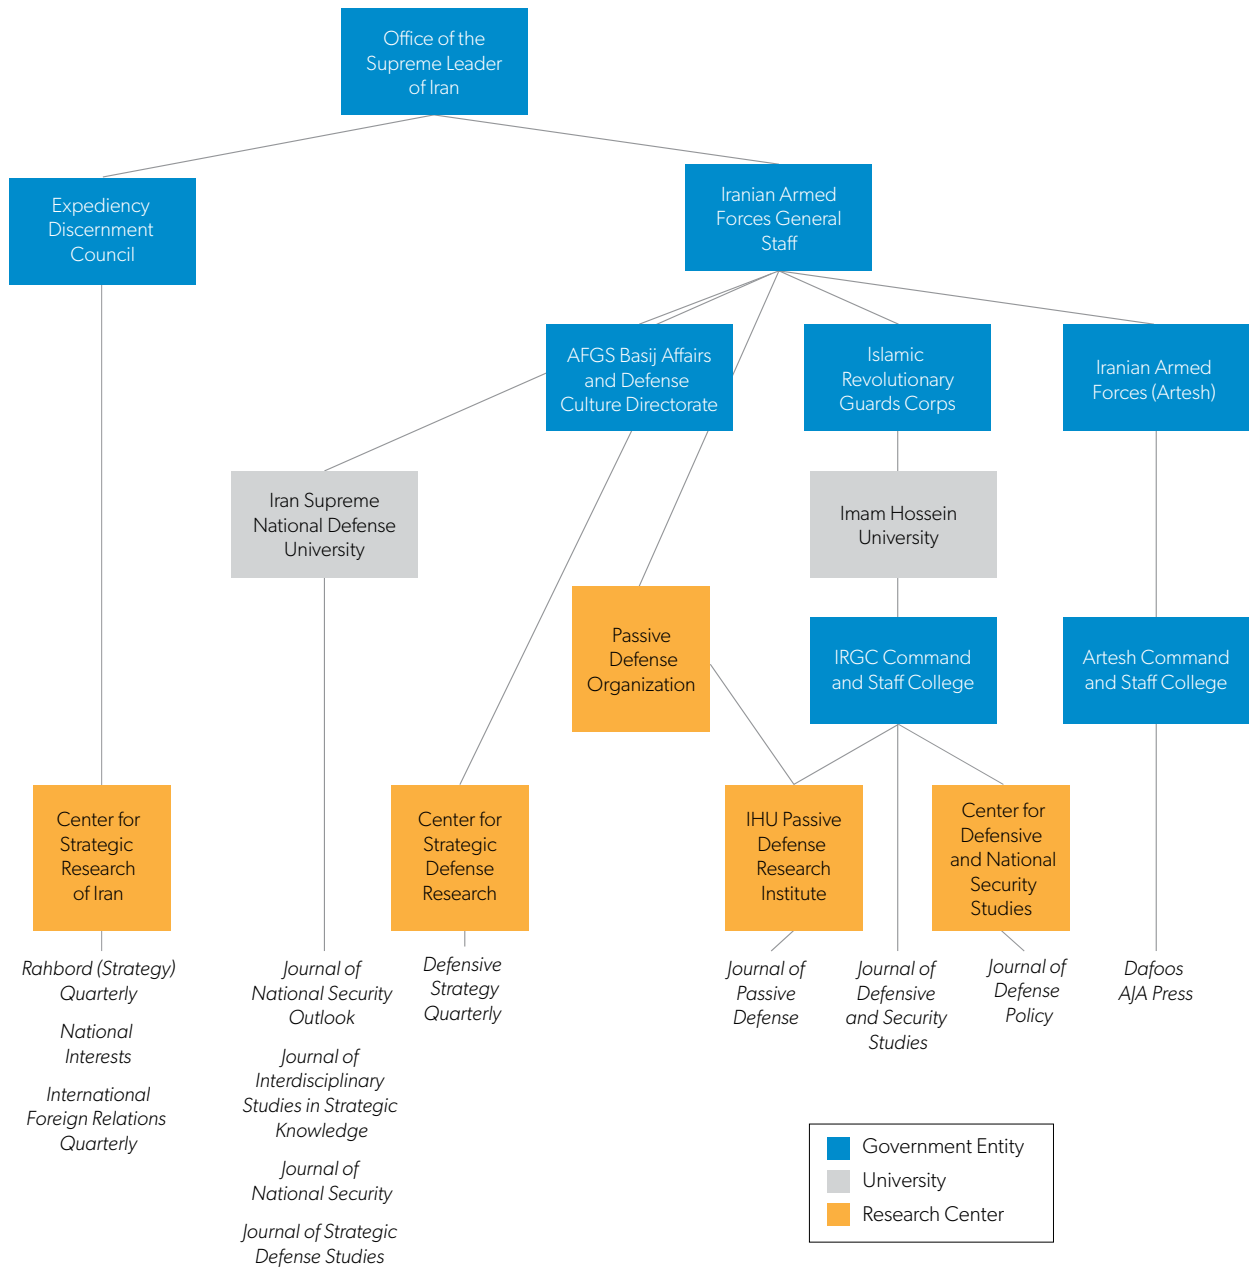 Office of the
Supreme Leader
of Iran
Expediency
Discernment
Council
Iranian Armed
Forces General
Staff
AFGS Basij Affairs
and Defense
Culture Directorate
Islamic
Revolutionary
Guards Corps
Iranian Armed
Forces (Artesh)
Iran Supreme
National Defense
University
Imam Hossein
University
Passive
Defense
Organization
IRGC Command
and Staff College
Artesh Command
and Staff College
Center for
Strategic
Research
of Iran
Center for
Strategic
Defense
Research
IHU Passive
Defense
Research
Institute
Center for
Defensive
and National
Security
Studies
Rahbord (Strategy)
Quarterly
National
Interests
International
Foreign Relations
Quarterly
Journal of
National Security
Outlook
Journal of
Interdisciplinary
Studies in Strategic
Knowledge
Journal of
National Security
Journal of Strategic
Defense Studies
Defensive
Strategy
Quarterly
Journal of
Passive
Defense
Journal of
Defensive
and Security
Studies
Journal of
Defense
Policy
Dafoos
AJA Press
Government Entity
University
Research Center